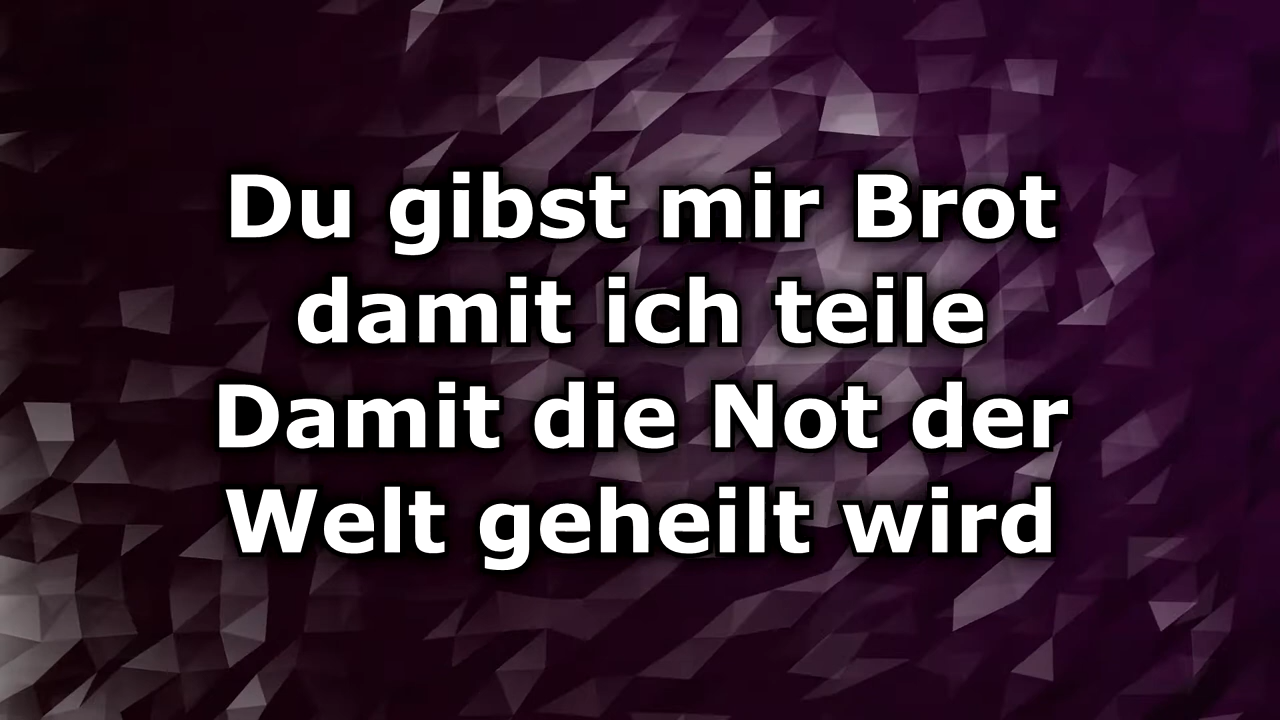 Du gibst mir Brot
damit ich teile
Damit die Not der
Welt geheilt wird